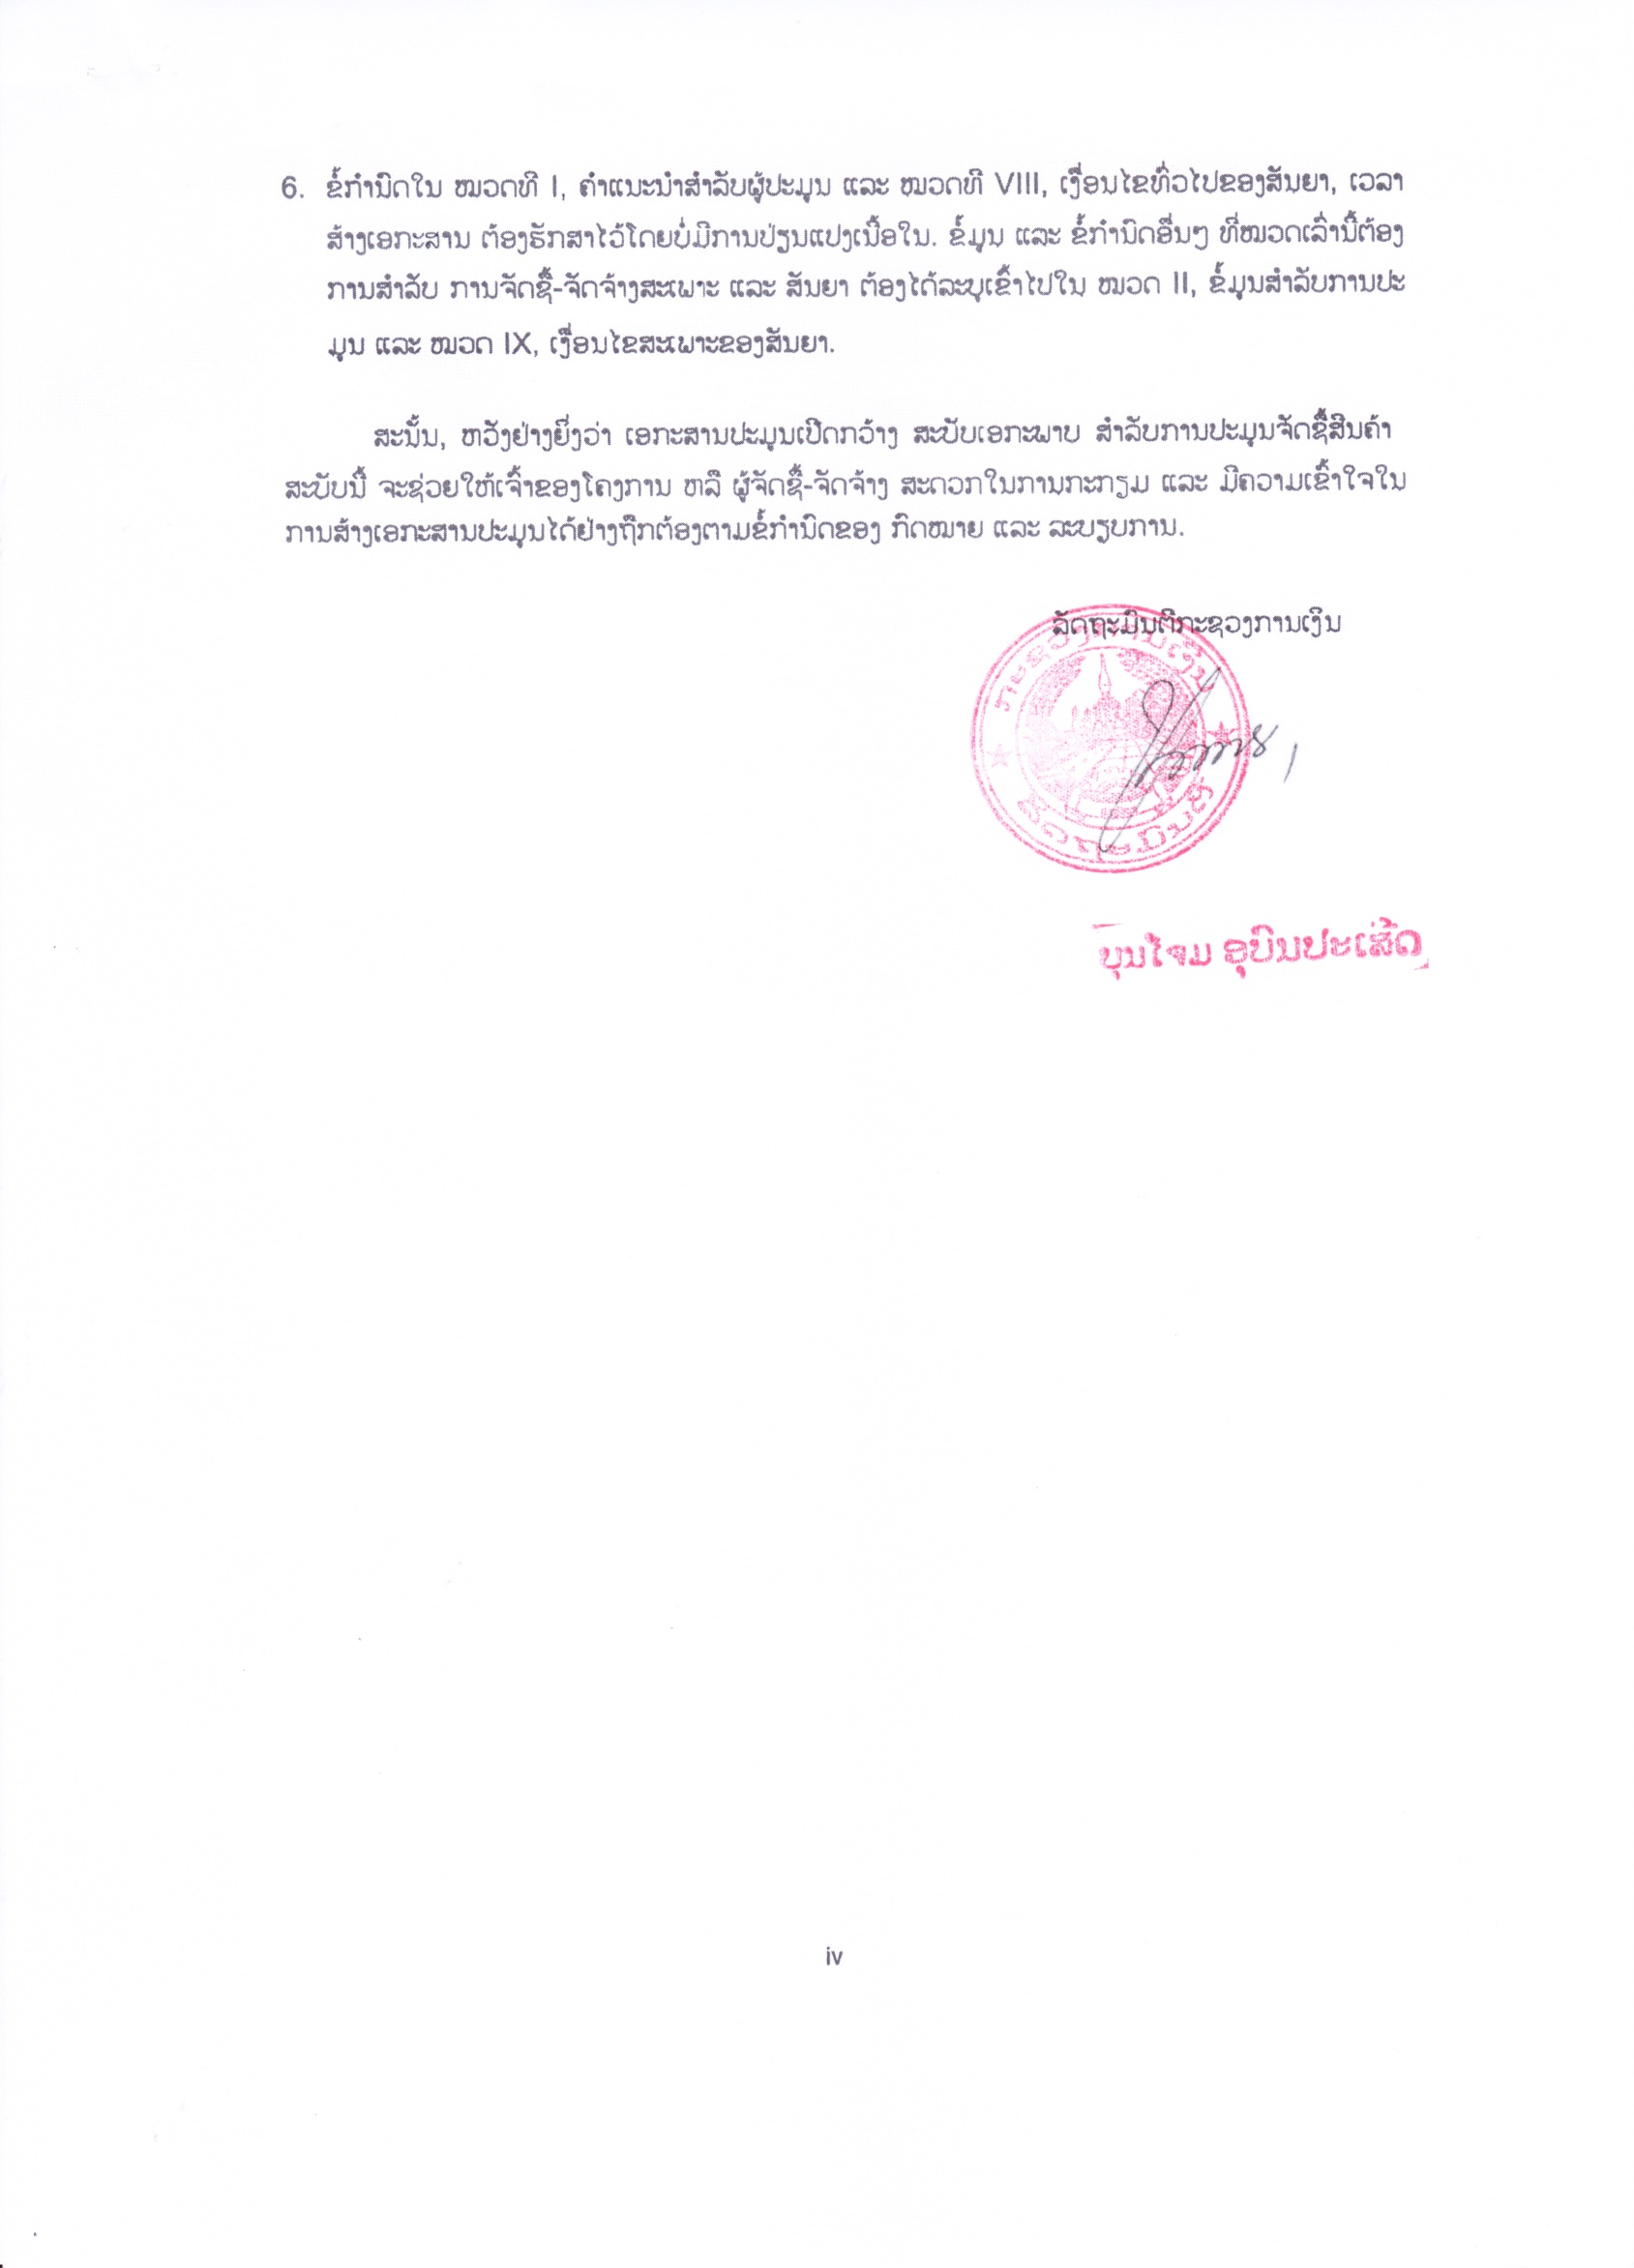 6. ຂໍ້ກຳນົດໃນ ໝວດທີ I, ຄຳແນະນຳສຳລັບຜູ້ປະມູນ ແລະ ໝວດທີ VIII, ເງື່ອນໄຂທົ່ວໄປຂອງສັນຍາ, ເວລາ
ສ້າງເອກະສານ ຕ້ອງຮັກສາໄວ້ໂດຍບໍ່ມີການປ່ຽນແປງເນື້ອໃນ. ຂໍ້ມູນ ແລະ ຂໍ້ກຳນົດອື່ນໆ ທີ່ໝວດເລົ່ານີ້ຕ້ອງ
ການສຳລັບ ການຈັດຊື້-ຈັດຈ້າງສະເພາະ ແລະ ສັນຍາ ຕ້ອງໄດ້ລະບຸເຂົ້າໄປໃນ ໝວດ II, ຂໍ້ມູນສຳລັບການປະ
ມູນ ແລະ ໝວດ IX, ເງື່ອນໄຂສະເພາະຂອງສັນຍາ.
ສະນັ້ນ, ຫວັງຢ່າງຍິ່ງວ່າ ເອກະສານປະມູນເປີດກວ້າງ ສະບັບເອກະພາບ ສຳລັບການປະມູນຈັດຊື້ສິນຄ້າ
ສະບັບນີ້ ຈະຊ່ວຍໃຫ້ເຈົ້າຂອງໂຄງການ ຫລື ຜູ້ຈັດຊື້-ຈັດຈ້າງ ສະດວກໃນການກະກຽມ ແລະ ມີຄວາມເຂົ້າໃຈໃນ
ການສ້າງເອກະສານປະມູນໄດ້ຢ່າງຖືກຕ້ອງຕາມຂໍ້ກຳນົດຂອງ ກົດໝາຍ ແລະ ລະບຽບການ.
ລັດຖະມົນຕີກະຊວງການເງິນ
ກະຊວງການເງິນ
ລັດຖະມົນຕີ
ບຸນໂຈມ ອຸບົນປະເສີດ
iv